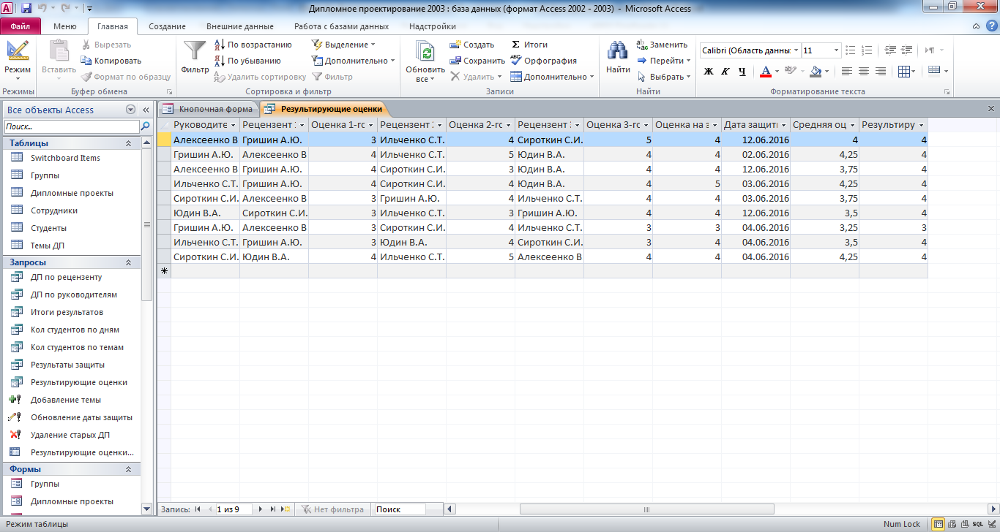 Дипломное проектирование 2003 : база данных (формат Access 2002 - 2003) - Microsoft Access
Файл Меню Главная Создание Внешние данные Работа с базами данных Надстройки
Режим
Режимы
Вставить
Вырезать
Копировать
Формат по образцу
Буфер обмена
Фильтр
По возрастанию
По убыванию
Удалить сортировку
Выделение
Дополнительно
Фильтр
Сортировка и фильтр
Обновить
все
Создать
Сохранить
Удалить
Итоги
Орфография
Дополнительно
Записи
Найти
Заменить
Перейти
Выбрать
Найти
Calibri (Область данны 11
Ж К Ч
Форматирование текста
Все объекты Access
Поиск..
Таблицы
Switchboard Items
Группы
Дипломные проекты
Сотрудники
Студенты
Темы ДП
Запросы
ДП по рецензенту
ДП по руководителям
Итоги результатов
Кол студентов по дням
Кол студентов по темам
Результаты защиты
Результирующие оценки
Добавление темы
Обновление даты защиты
Удаление старых ДП
Результирующие оценки...
Формы
Группы
Дипломные проекты
Кнопочная форма Результирующие оценки
Руководите Рецензент Оценка 1-го Рецензент Оценка 2-го Рецензент Оценка 3-го Оценка на з Дата защит Средняя оц Результиру
Алексеенко В Гришин А.Ю. 3 Ильченко С.Т. 4 Сироткин С.И. 5 4 12.06.2016 4 4
Гришин А.Ю. Алексеенко В 4 Ильченко С.Т. 5 Юдин В.А. 4 4 02.06.2016 4,25 4
Алексеенко В Гришин А.Ю. 4 Сироткин С.И. 3 Юдин В.А. 4 4 12.06.2016 3,75 4
Ильченко С.Т. Гришин А.Ю. 4 Сироткин С.И. 4 Юдин В.А. 4 5 03.06.2016 4,25 4
Сироткин С.И. Алексеенко В 3 Гришин А.Ю. 4 Ильченко С.Т. 4 4 03.06.2016 3,75 4
Юдин В.А. Сироткин С.И. 3 Ильченко С.Т. 3 Гришин А.Ю. 4 4 12.06.2016 3,5 4
Гришин А.Ю. Алексеенко В 3 Сироткин С.И. 4 Ильченко С.Т. 3 3 04.06.2016 3,25 3
Ильченко С.Т. Гришин А.Ю. 3 Юдин В.А. 4 Сироткин С.И. 3 4 04.06.2016 3,5 4
Сироткин С.И. Юдин В.А. 4 Ильченко С.Т. 5 Алексеенко В 4 4 04.06.2016 4,25 4
Запись: 1 из 9 Нет фильтра Поиск
Режим таблицы Num Lock SQL